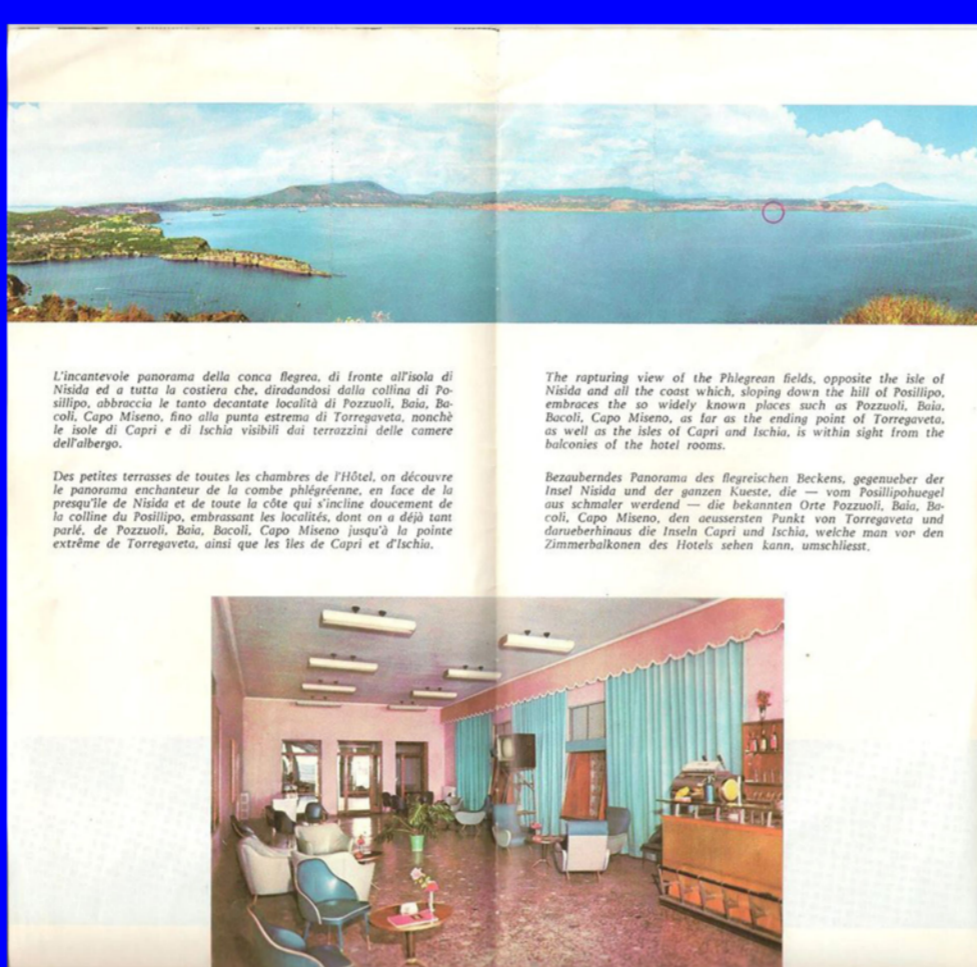 L'incantevole panorama della conca flegrea, di fronte all'isola di
Nisida ed a tutta la costiera che, diradandosi dalla collina di Po-
sillipo, abbraccia le tanto decantate località di Pozzuoli, Baia, Ba-
coli, Capo Miseno, fino alla punta estrema di Torregaveta, nonchè
le isole di Capri e di Ischia visibili dai terrazzini delle camere
dell'albergo.
Des petites terrasses de toutes les chambres de l'Hôtel, on découvre
le panorama enchanteur de la combe phlégréenne, en face de la
presqu'île de Nisida et de toute la côte qui s'incline doucement de
la colline du Posillipo, embrassant les localités, dont on a déjà tant
parlé, de Pozzuoli, Baia, Bacoli, Capo Miseno jusqu'à la pointe
extrême de Torregaveta, ainsi que les îles de Capri et d'Ischia.
The rapturing view of the Phlegrean fields, opposite the isle of
Nisida and all the coast which, sloping down the hill of Posillipo,
embraces the so widely known places such as Pozzuoli, Baia,
Bacoli, Capo Miseno, as far as the ending point of Torregaveta,
as well as the isles of Capri and Ischia, is within sight from the
balconies of the hotel rooms.
Bezauberndes Panorama des flegreischen Beckens, gegenueber der
Insel Nisida und der ganzen Kueste, die — vom Posillipohuegel
aus schmaler werdend — die bekannten Orte Pozzuoli, Baia, Ba-
coli, Capo Miseno, den aeussersten Punkt von Torregaveta und
darueberhinaus die Inseln Capri und Ischia, welche man vor den
Zimmerbalkonen des Hotels sehen kann, umschliesst.